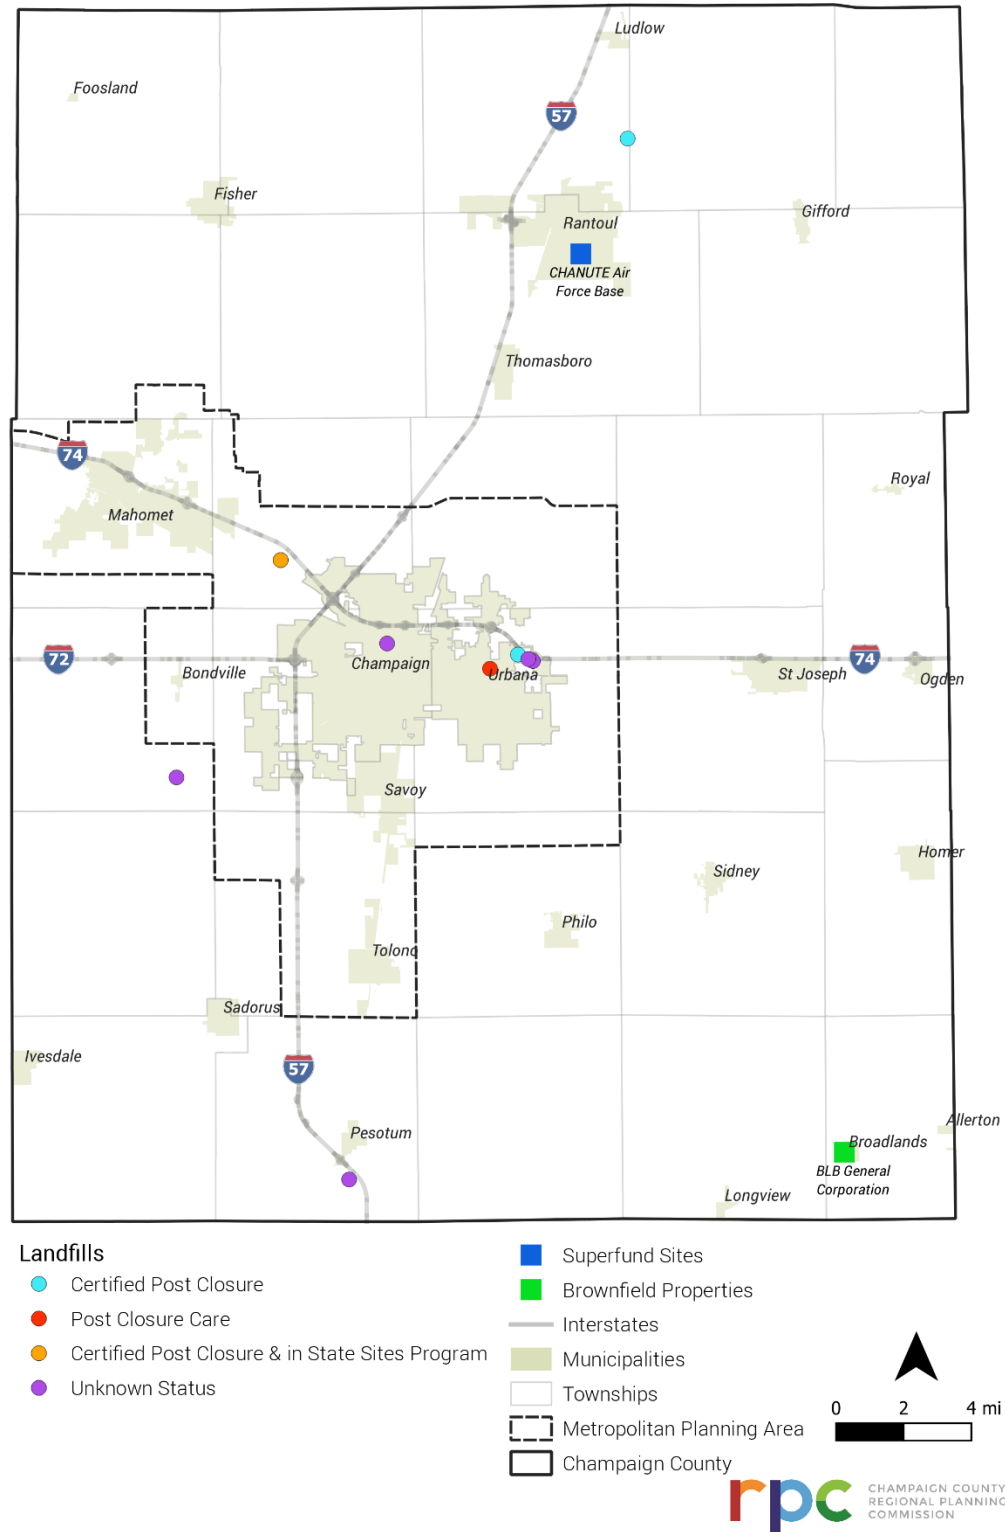 Ludlow
Foosland
57
Fisher
Gifford
Rantoul
CHANUTE Air
Force Base
Thomasboro
74
Royal
Mahomet
72
Champaign
Bondville
Urbana
St Joseph
74
Ogden
Savoy
Homer
Sidney
Philo
Tolono
Sadorus
Ivesdale
57
Pesotum
Allerton
Broadlands
BLB General
Corporation
Longview
Landfills
Certified Post Closure
Post Closure Care
Certified Post Closure & in State Sites Program
Unknown Status
Superfund Sites
Brownfield Properties
Interstates
Municipalities
Townships
Metropolitan Planning Area
Champaign County
0 2 4 mi
rpc
CHAMPAIGN COUNTY
REGIONAL PLANNING
COMMISSION